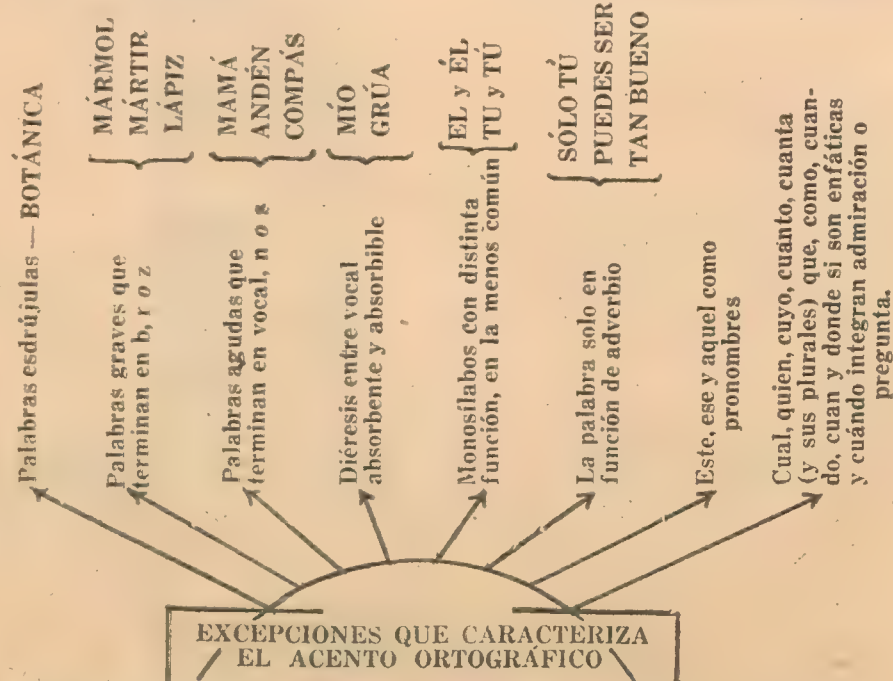 EXCEPCIONES QUE CARACTERIZA
EL ACENTO ORTOGRÁFICO
Palabras esdrújulas — BOTÁNICA
Palabras graves que
terminan en b, r o z
MÁRMOL
MÁRTIR
LÁPIZ
Palabras agudas que
terminan en vocal, n o s
MAMÁ
ANDÉN
COMPÁS
Diéresis entre vocal
absorbente y absorbible
MÍO
GRÚA
Monosílabos con distinta
función, en la menos común
EL y ÉL
TU y TÚ
La palabra solo en
función de adverbio
SÓLO TÚ
PUEDES SER
TAN BUENO
Este, ese y aquel como
pronombres
Cual, quien, cuyo, cuánto, cuanta
(y sus plurales) que, como, cuan-
do, cuan y donde si son enfáticas
y cuándo integran admiración o
pregunta.